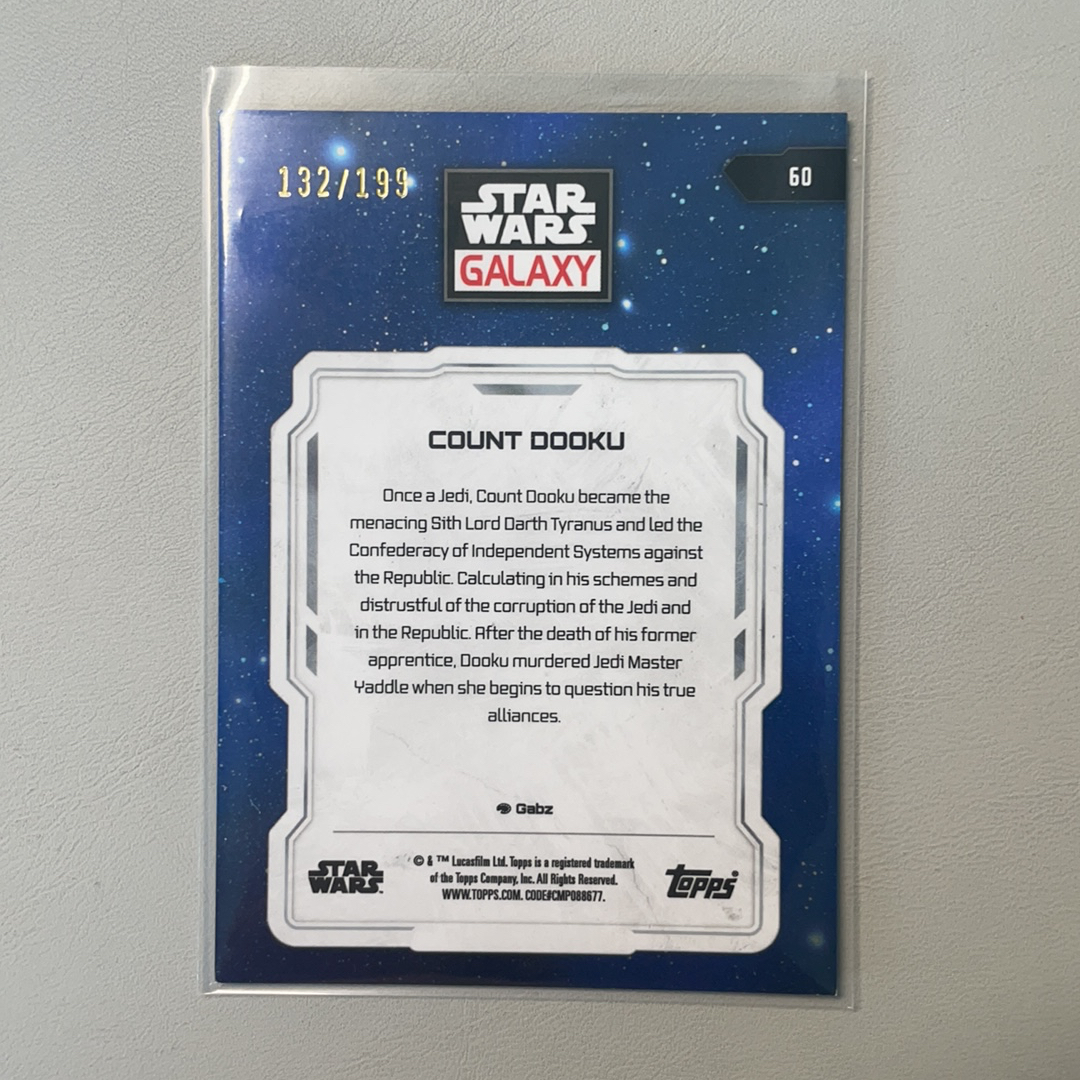 132/199
60
STAR
WARS
GALAXY
COUNT DOOKU
Once a Jedi, Count Dooku became the
menacing Sith Lord Darth Tyranus and led the
Confederacy of Independent Systems against
the Republic. Calculating in his schemes and
distrustful of the corruption of the Jedi and
in the Republic. After the death of his former
apprentice, Dooku murdered Jedi Master
Yaddle when she begins to question his true
alliances.
Gabz
STAR
WARS
© & ™ Lucasfilm Ltd. Topps is a registered trademark
of the Topps Company, Inc. All Rights Reserved.
WWW.TOPPS.COM. CODE#CMP088677.
topps